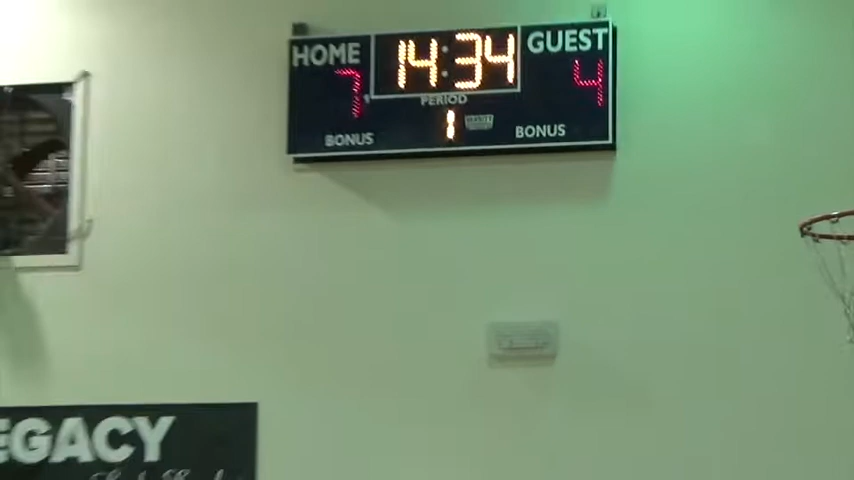 HOME 14:34 GUEST
7 4
PERIOD
1
BONUS BONUS
EGACY